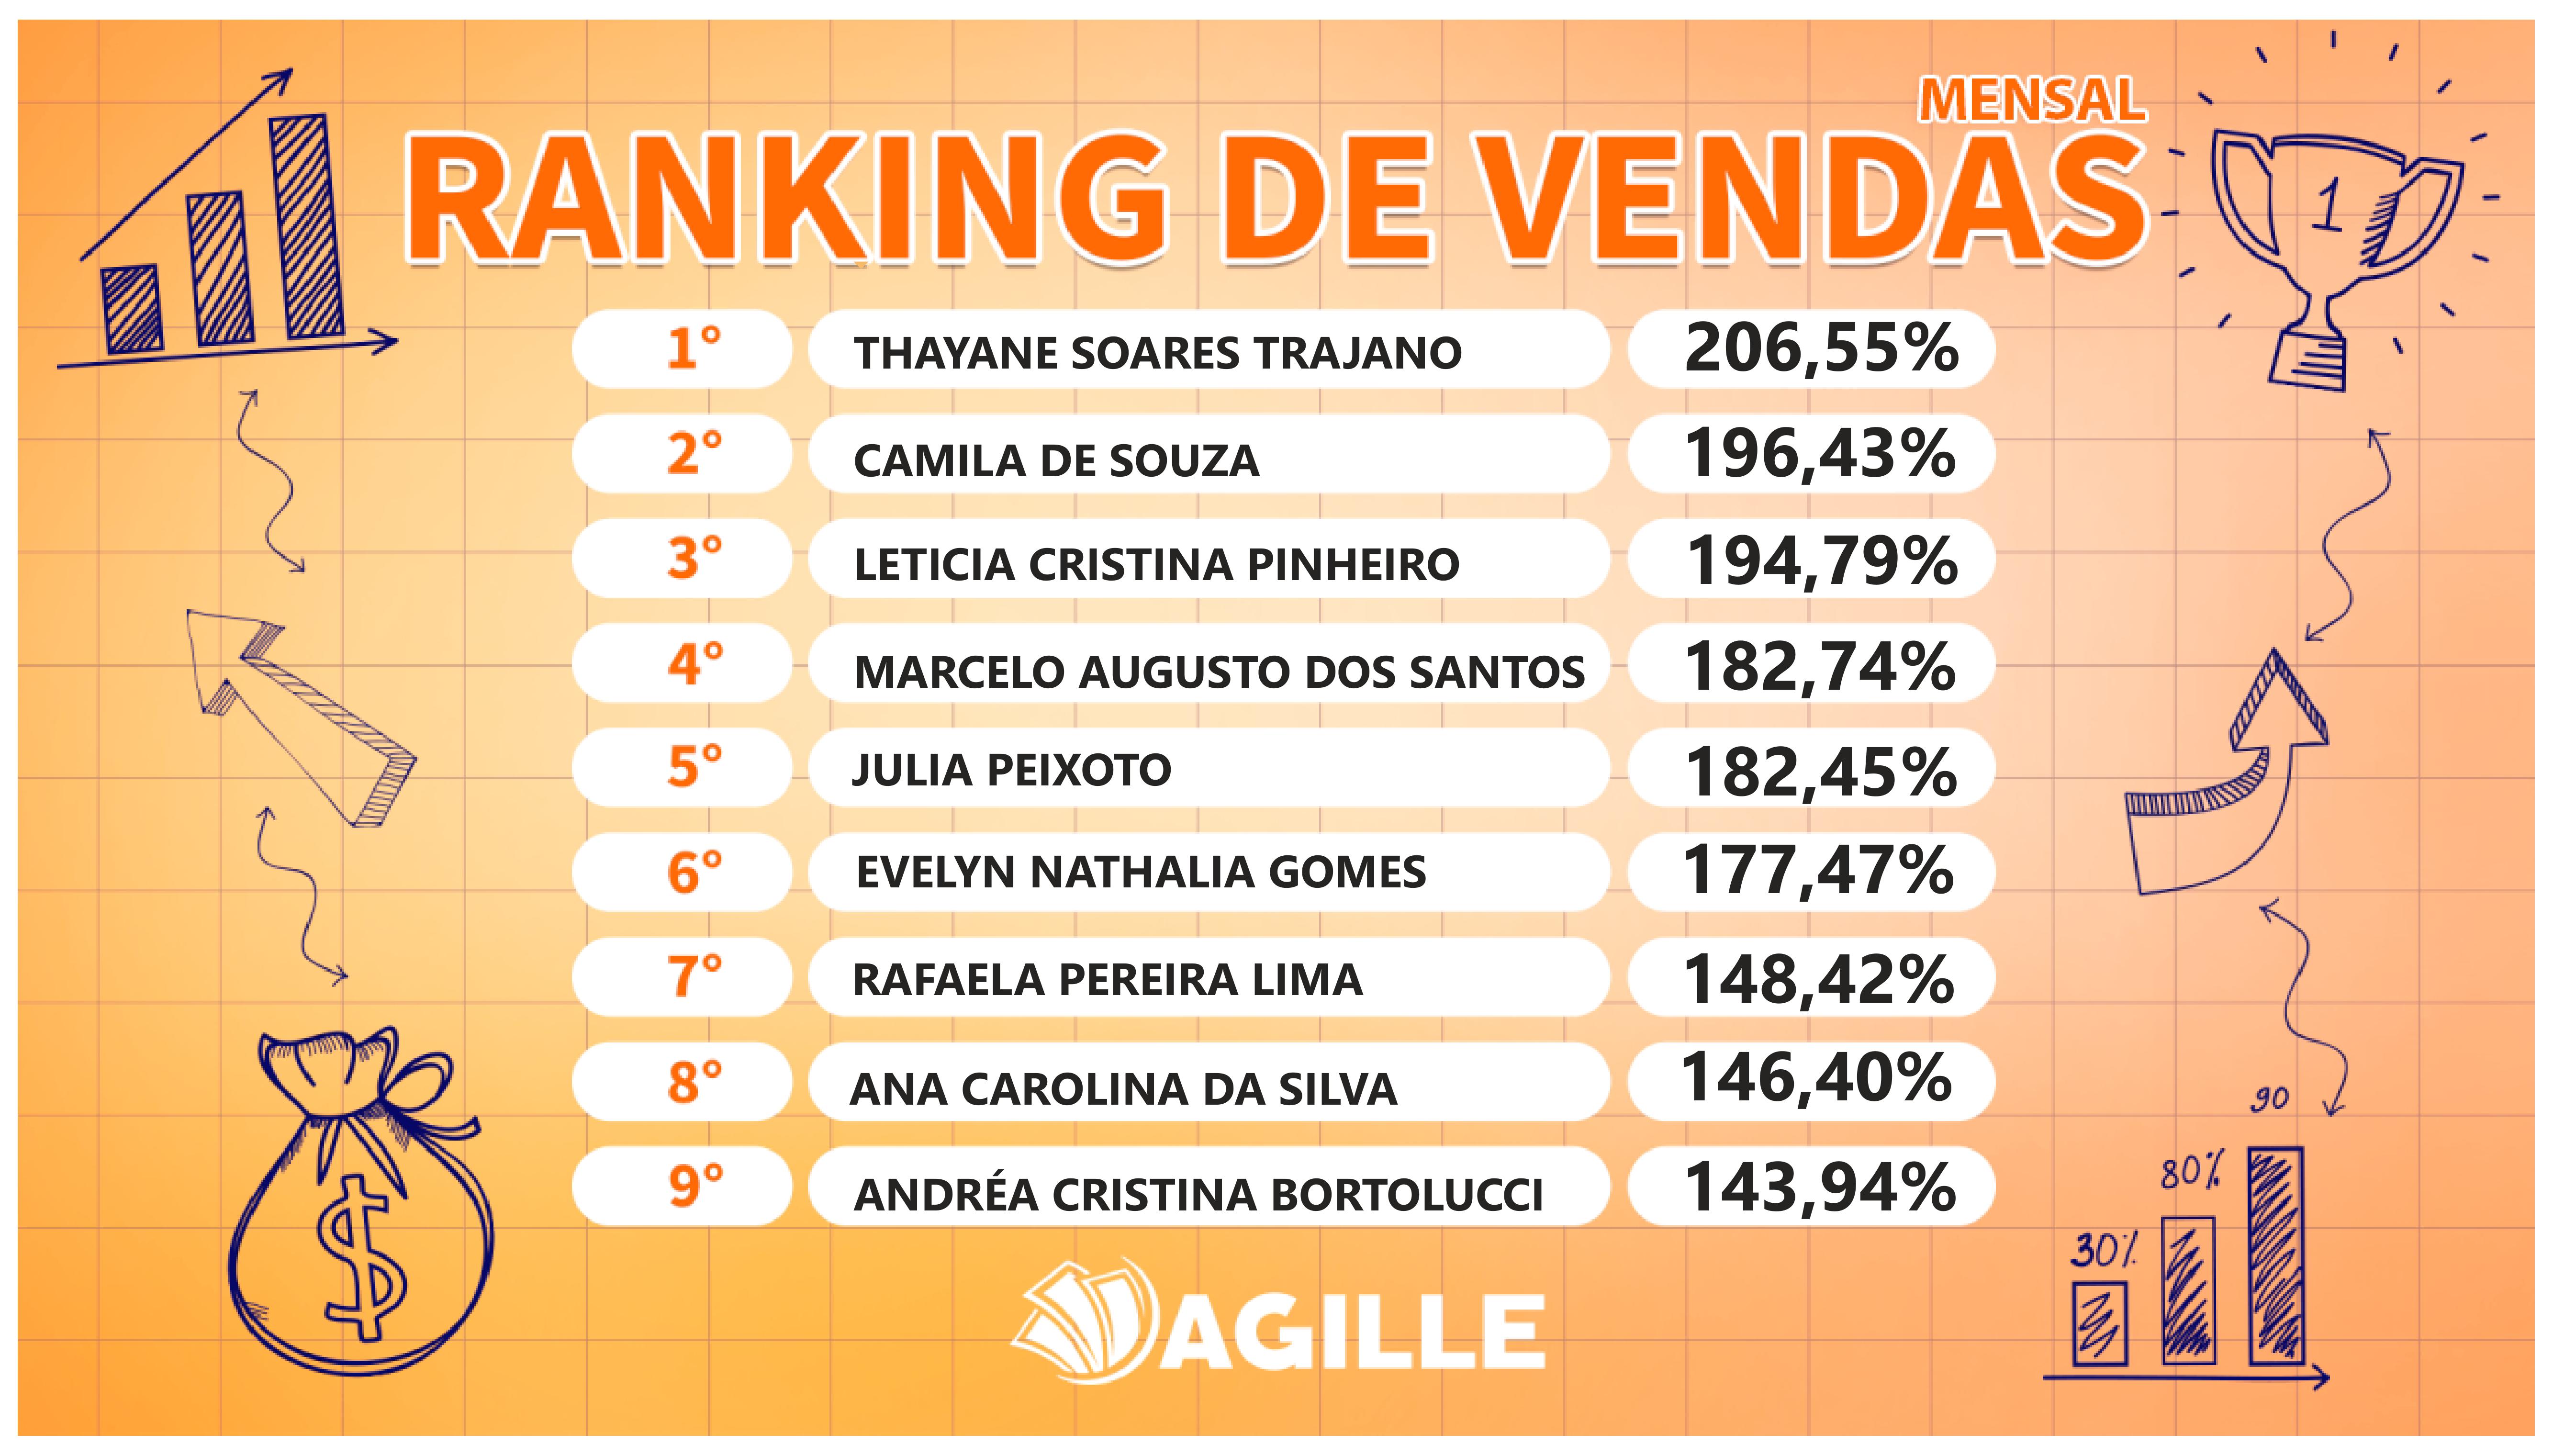 MENSAL
RANKING DE VENDAS
1
1° THAYANE SOARES TRAJANO 206,55%
2° CAMILA DE SOUZA 196,43%
3° LETICIA CRISTINA PINHEIRO 194,79%
4° MARCELO AUGUSTO DOS SANTOS 182,74%
5° JULIA PEIXOTO 182,45%
6° EVELYN NATHALIA GOMES 177,47%
7° RAFAELA PEREIRA LIMA 148,42%
8° ANA CAROLINA DA SILVA 146,40%
9° ANDRÉA CRISTINA BORTOLUCCI 143,94%
$
90
80%
30%
AGILLE